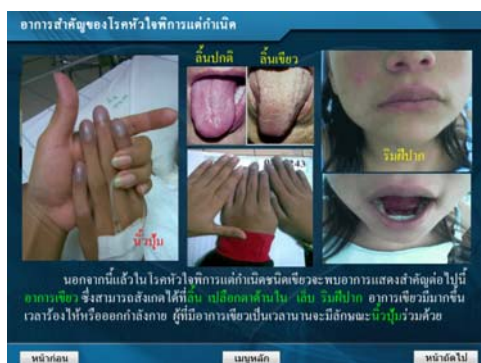 อาการสำคัญของโรคหัวใจพิการแต่กำเนิด
ลิ้นปกติ
ลิ้นเขียว
ริมฝีปาก
นิ้วปุ้ม
243
นอกจากนี้แล้วในโรคหัวใจพิการแต่กำเนิดชนิดเขียวจะพบอาการแสดงสำคัญต่อไปนี้
อาการเขียว ซึ่งสามารถสังเกตได้ที่ลิ้น เปลือกตาด้านใน เล็บ ริมฝีปาก อาการเขียวมีมากขึ้น
เวลาร้องไห้หรือออกกำลังกาย ผู้ที่มีอาการเขียวเป็นเวลานานจะมีลักษณะนิ้วปุ้มร่วมด้วย
หน้าก่อน
เมนูหลัก
หน้าถัดไป